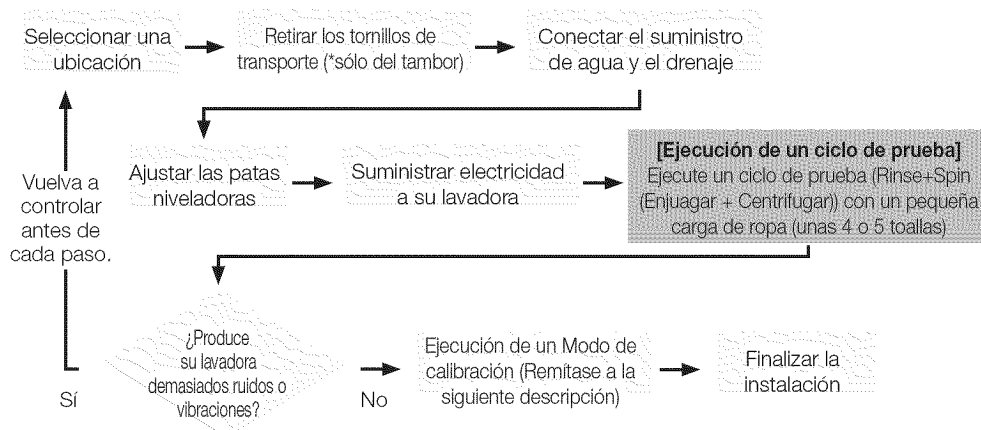 Seleccionar una
ubicación
Retirar los tornillos de
transporte (*sólo del tambor)
Conectar el suministro
de agua y el drenaje
Ajustar las patas
niveladoras
Suministrar electricidad
a su lavadora
[Ejecución de un ciclo de prueba]
Ejecute un ciclo de prueba (Rinse+Spin
(Enjuagar + Centrifugar)) con un pequeña
carga de ropa (unas 4 o 5 toallas)
Vuelva a
controlar
antes de
cada paso.
¿Produce
su lavadora
demasiados ruidos o
vibraciones?
Sí
No
Ejecución de un Modo de
calibración (Remítase a la
siguiente descripción)
Finalizar la
instalación